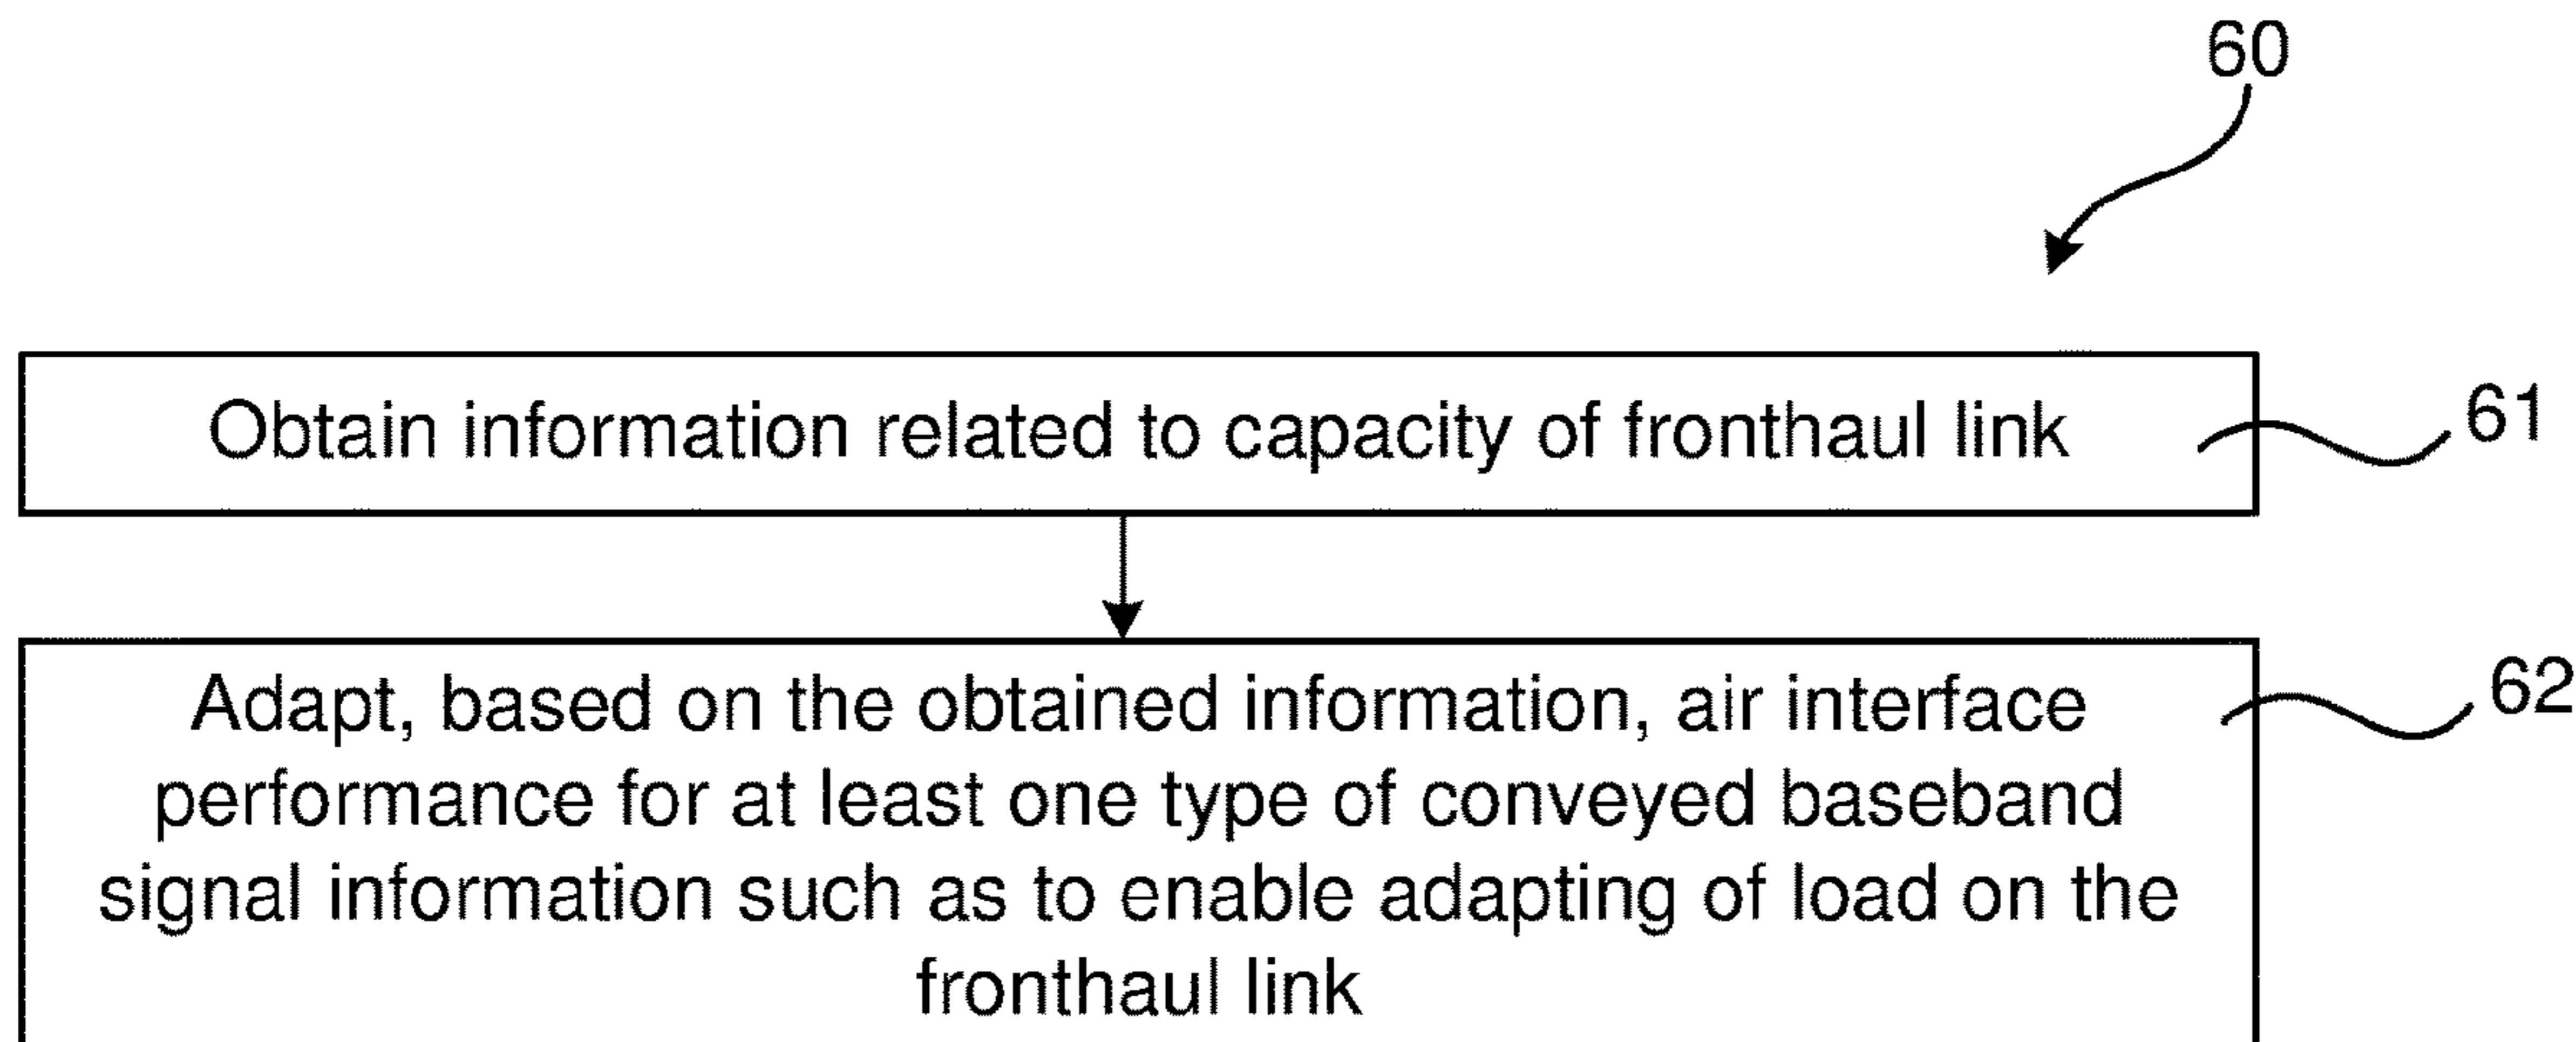 60
Obtain information related to capacity of fronthaul link
61
Adapt, based on the obtained information, air interface
62
performance for at least one type of conveyed baseband
signal information such as to enable adapting of load on the
fronthaul link